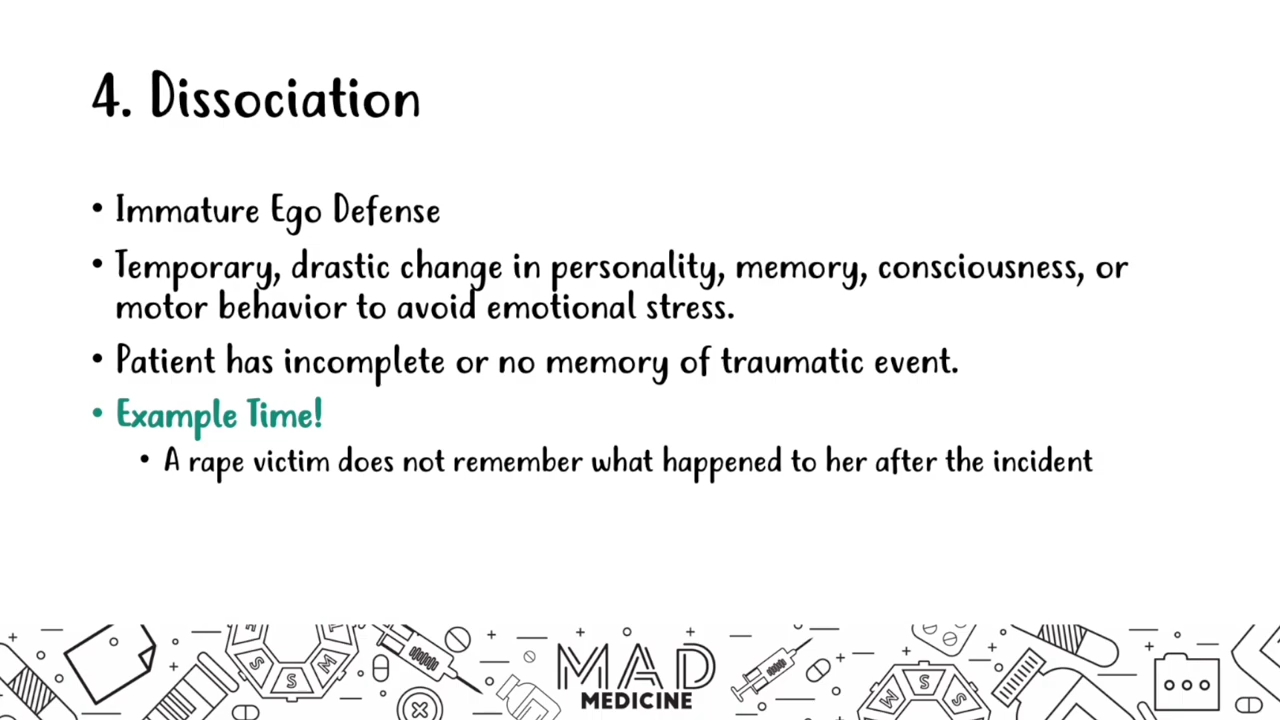 4. Dissociation
• Immature Ego Defense
• Temporary, drastic change in personality, memory, consciousness, or
motor behavior to avoid emotional stress.
• Patient has incomplete or no memory of traumatic event.
• Example Time!
• A rape victim does not remember what happened to her after the incident
S
S
M
MAD
MEDICINE
M
S
S